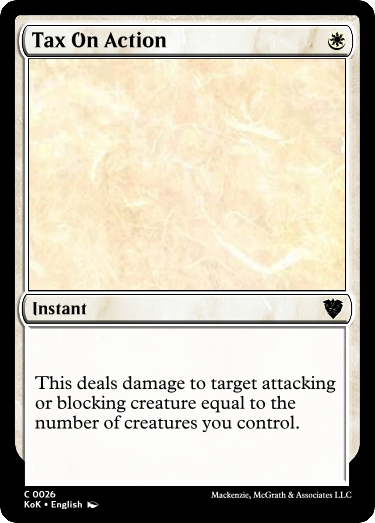 Tax On Action
Instant
This deals damage to target attacking
or blocking creature equal to the
number of creatures you control.
C 0026
KoK • English
Mackenzie, McGrath & Associates LLC